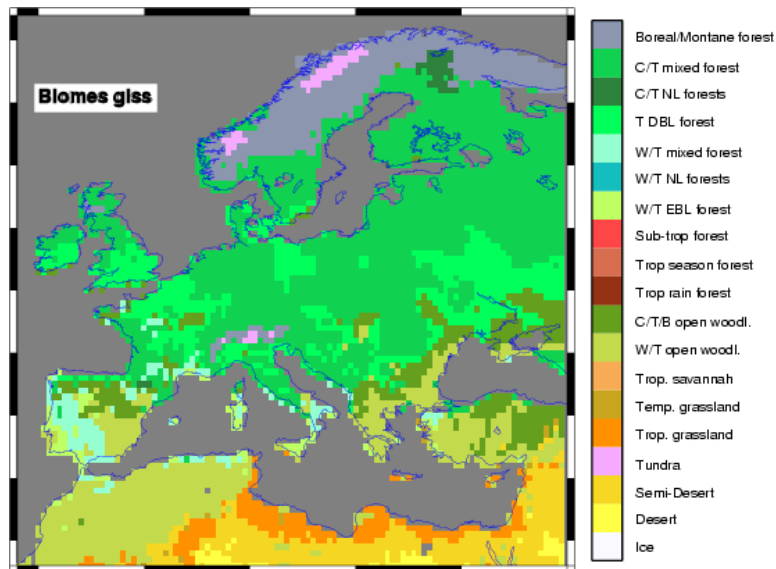 Biomes giss
Boreal/Montane forest
C/T mixed forest
C/T NL forests
T DBL forest
W/T mixed forest
W/T NL forests
W/T EBL forest
Sub-trop forest
Trop season forest
Trop rain forest
C/T/B open woodl.
W/T open woodl.
Trop. savannah
Temp. grassland
Trop. grassland
Tundra
Semi-Desert
Desert
Ice